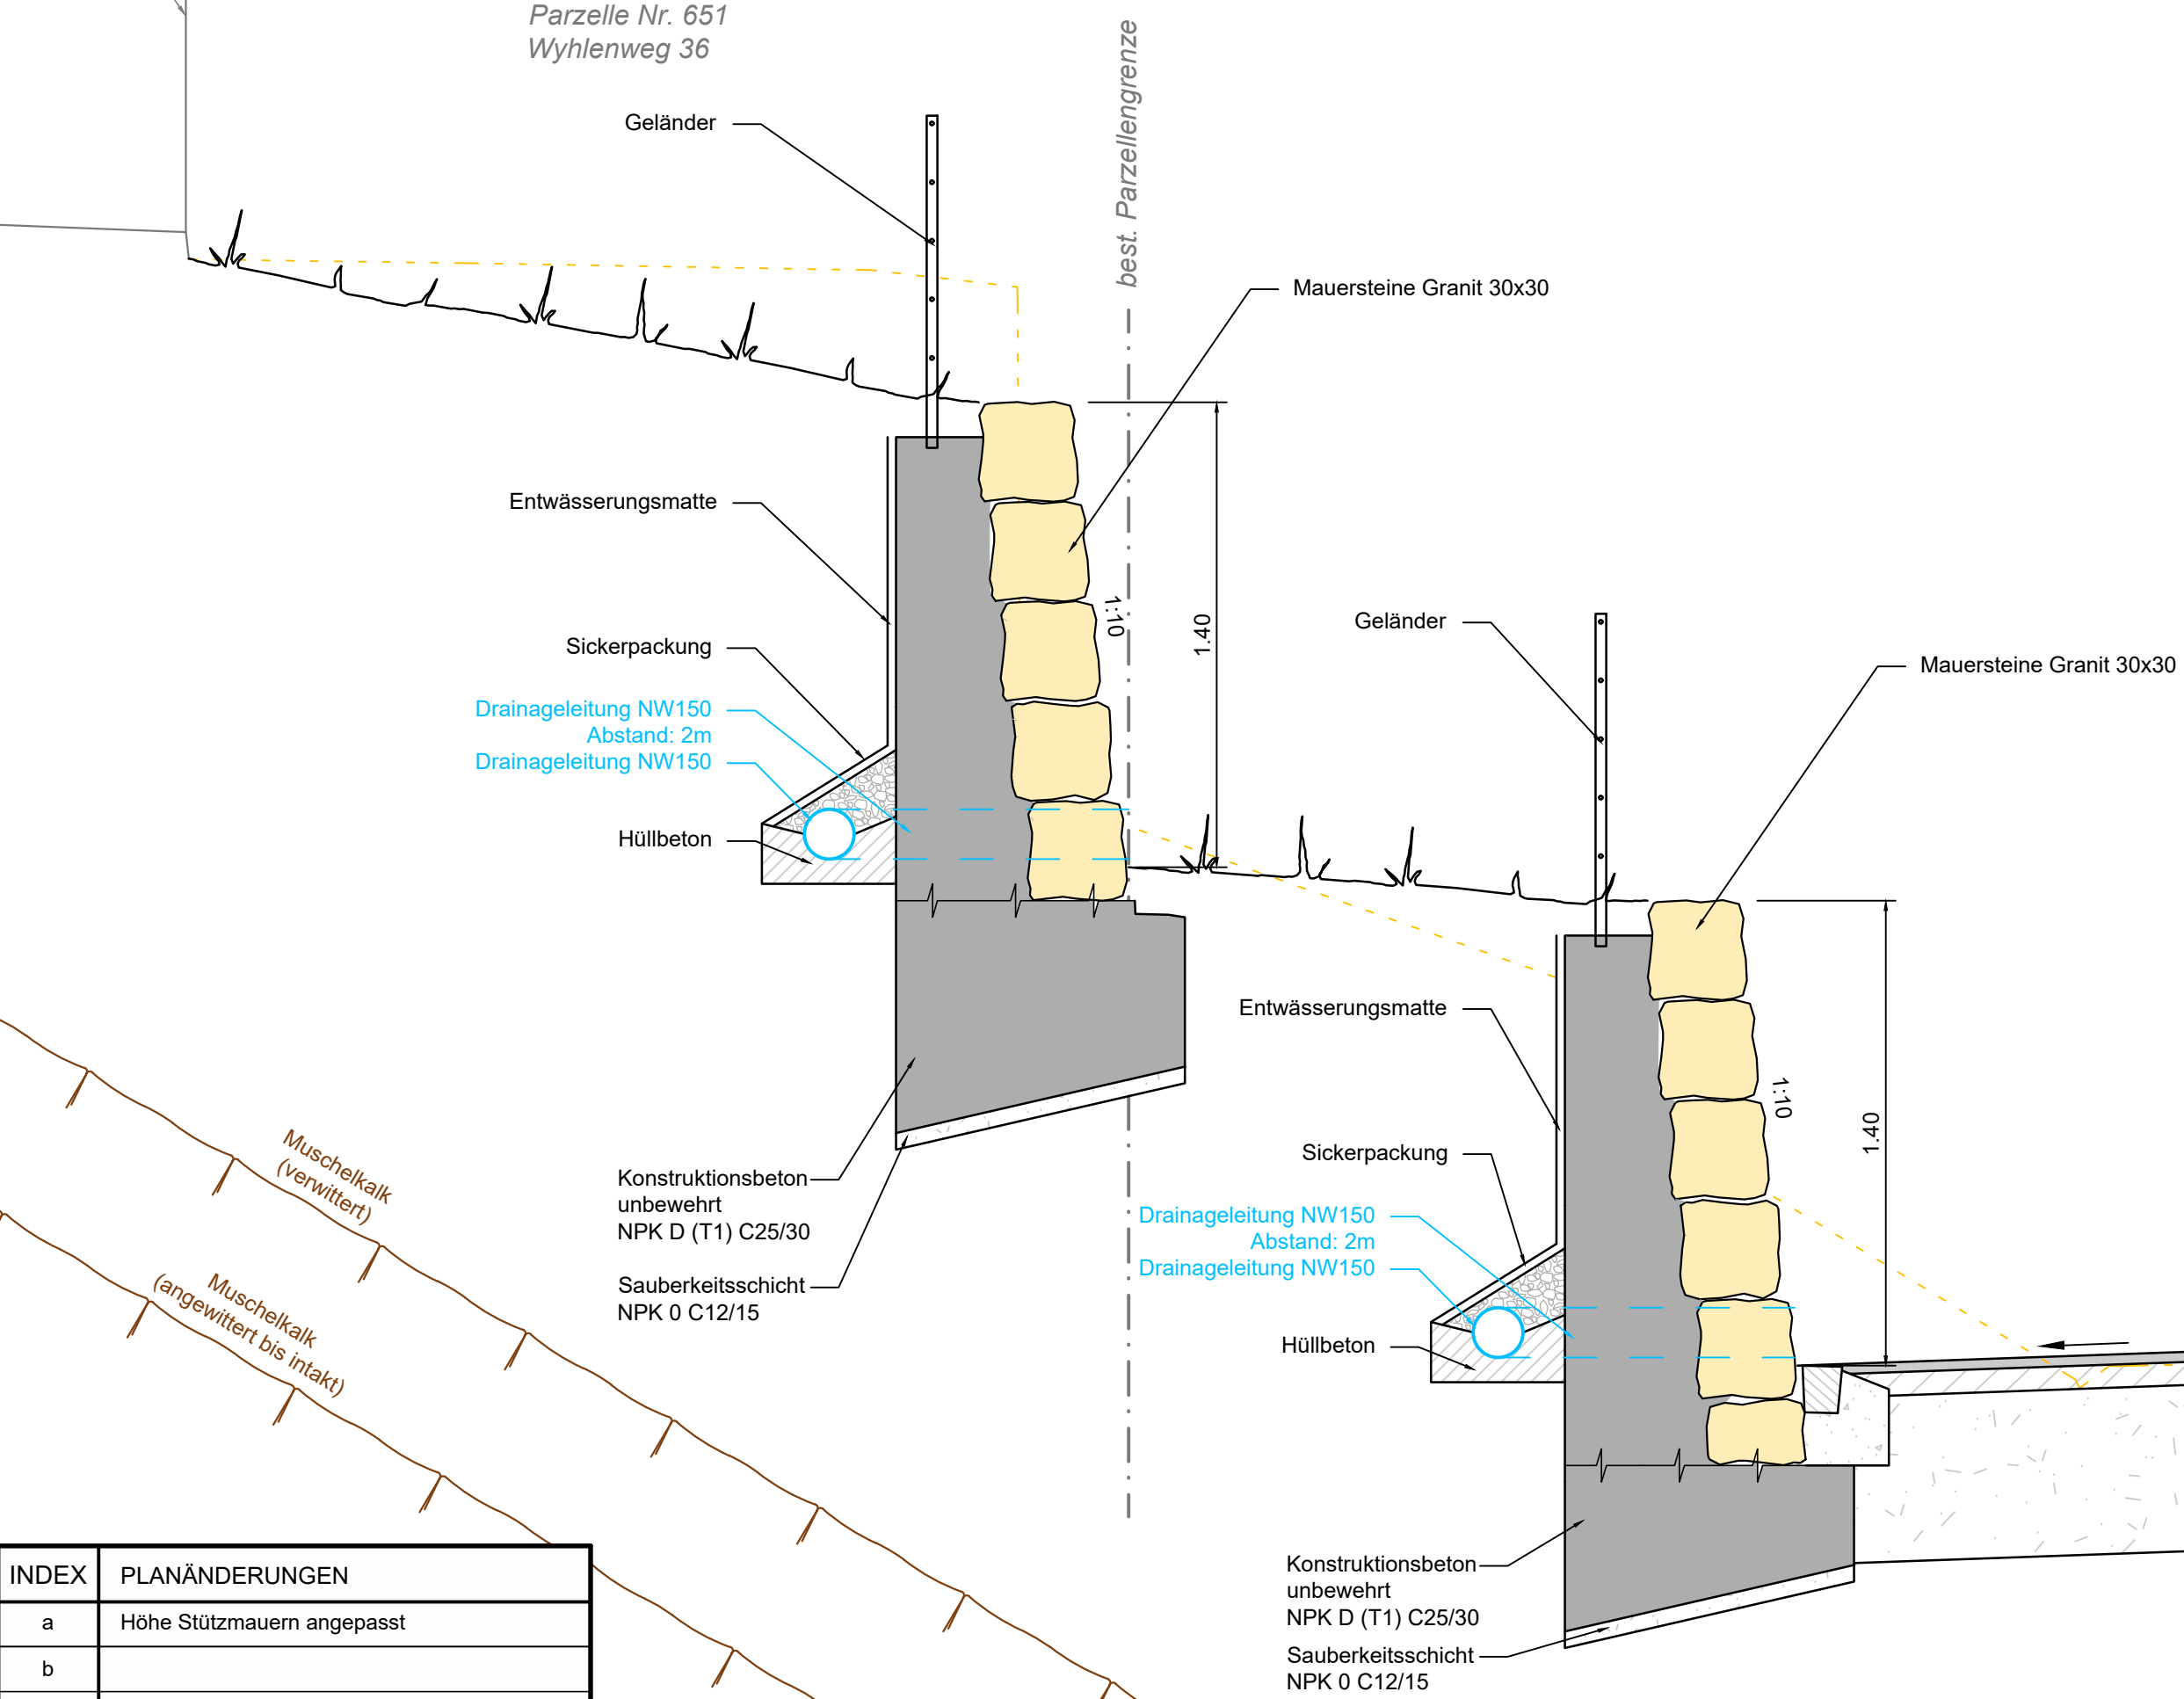 Parzelle Nr. 651
Wyhlenweg 36
best. Parzellengrenze
Geländer
Mauersteine Granit 30x30
Entwässerungsmatte
1:10
1.40
Sickerpackung
Drainageleitung NW150
Abstand: 2m
Drainageleitung NW150
Hüllbeton
Geländer
Mauersteine Granit 30x30
Entwässerungsmatte
1:10
1.40
Sickerpackung
Drainageleitung NW150
Abstand: 2m
Drainageleitung NW150
Hüllbeton
Konstruktionsbeton
unbewehrt
NPK D (T1) C25/30
Sauberkeitsschicht
NPK 0 C12/15
Muschelkalk
(verwittert)
Muschelkalk
(angewittert bis intakt)
Konstruktionsbeton
unbewehrt
NPK D (T1) C25/30
Sauberkeitsschicht
NPK 0 C12/15
INDEX PLANÄNDERUNGEN
a Höhe Stützmauern angepasst
b